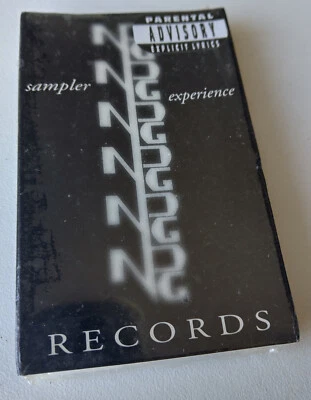 PARENTAL
ADVISORY
EXPLICIT LYRICS
sampler
experience
RECORDS